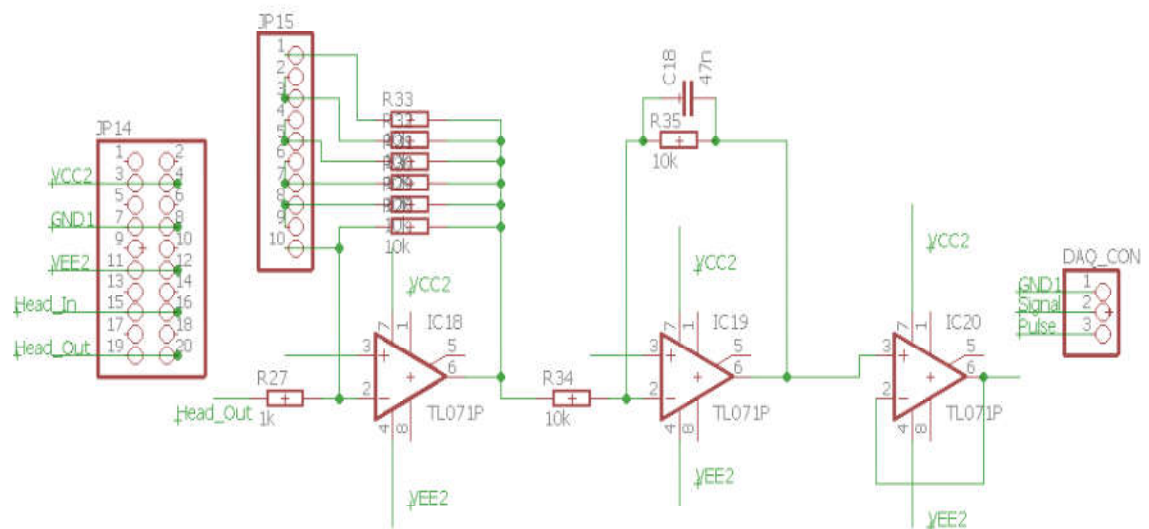 JP14
1 2
3 4
5 6
7 8
9 10
11 12
13 14
15 16
17 18
19 20
VCC2
GND1
VEE2
Head_In
Head_Out
JP15
1
2
3
4
5
6
7
8
9
10
R33
R32
R30
10k
R27
1k
Head_Out
3
2
7
1
5
6
4
8
IC18
TL071P
VCC2
VEE2
R34
10k
C18
47n
R35
10k
3
2
7
1
5
6
4
8
IC19
TL071P
VCC2
VEE2
3
2
7
1
5
6
4
8
IC20
TL071P
VCC2
VEE2
DAQ_CON
GND1 1
Signal 2
Pulse 3